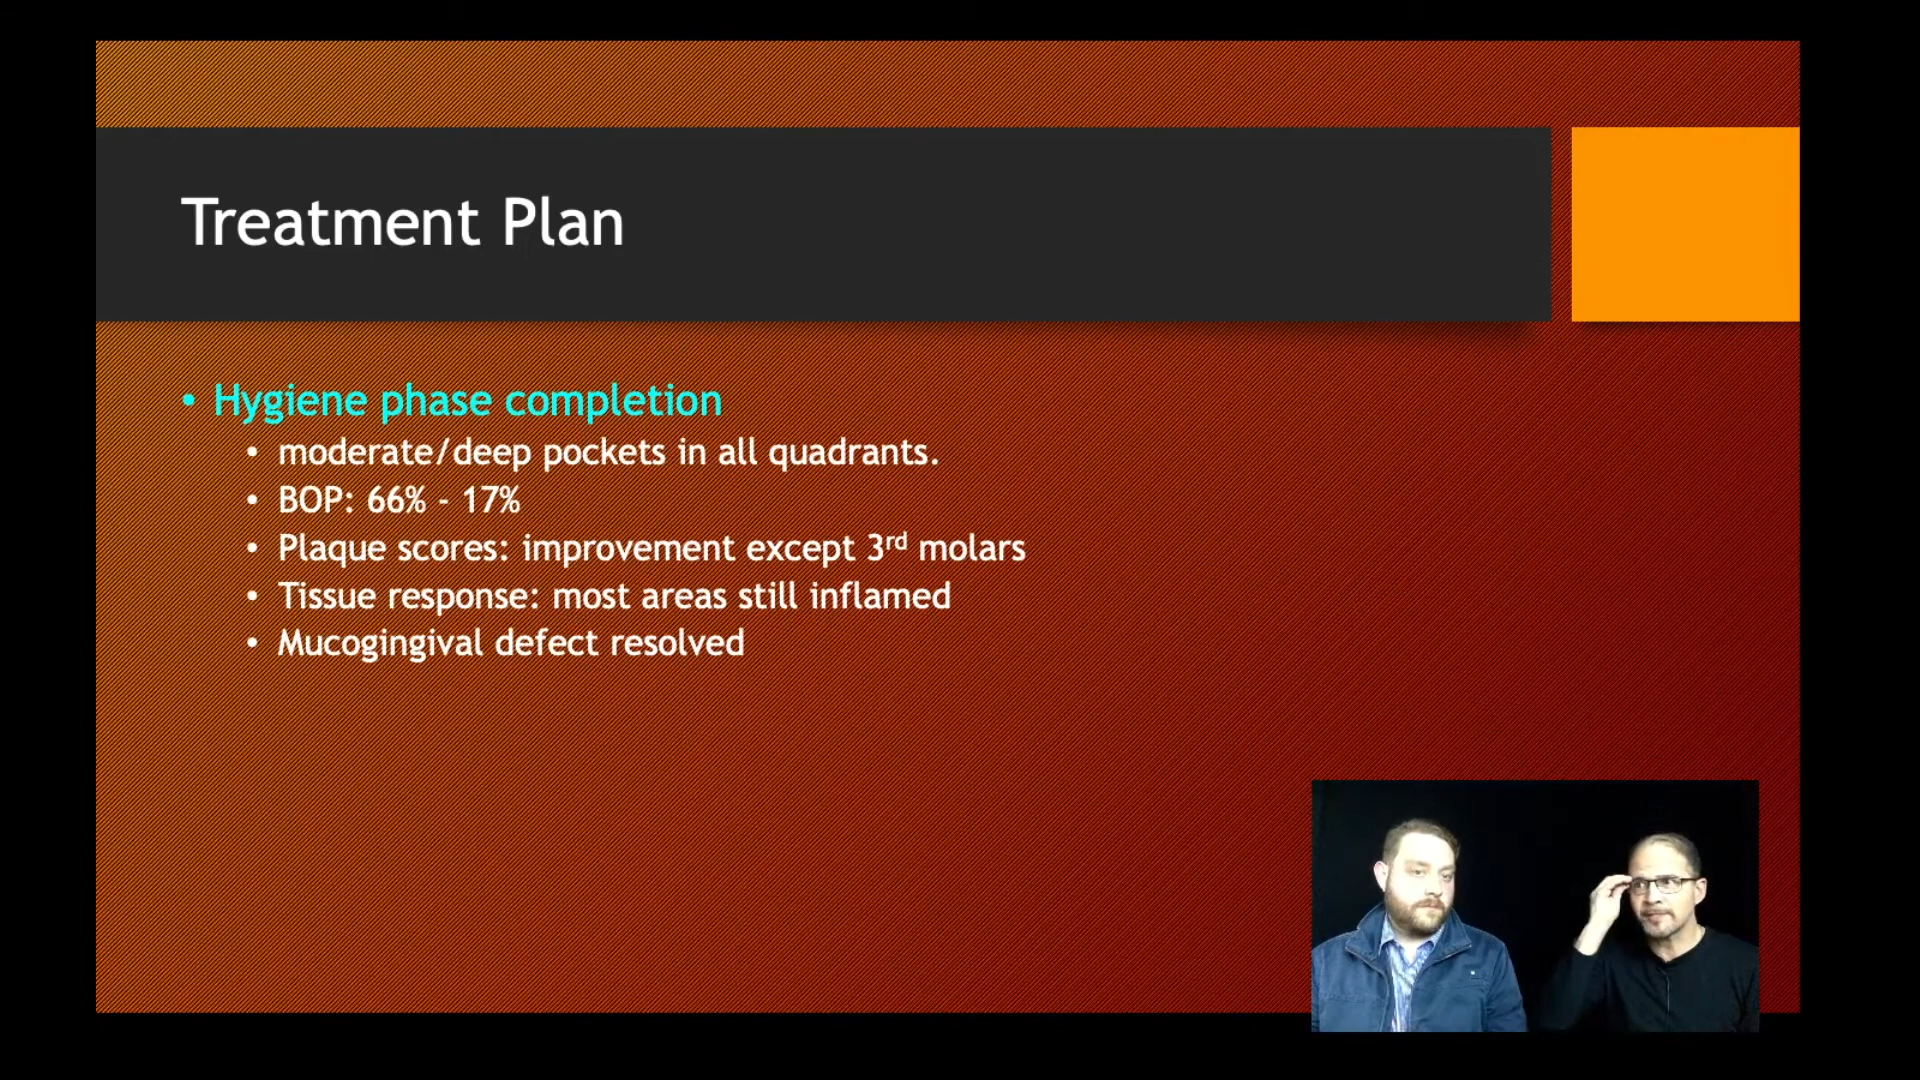 Treatment Plan
• Hygiene phase completion
• moderate/deep pockets in all quadrants.
• BOP: 66% - 17%
• Plaque scores: improvement except 3rd molars
• Tissue response: most areas still inflamed
• Mucogingival defect resolved